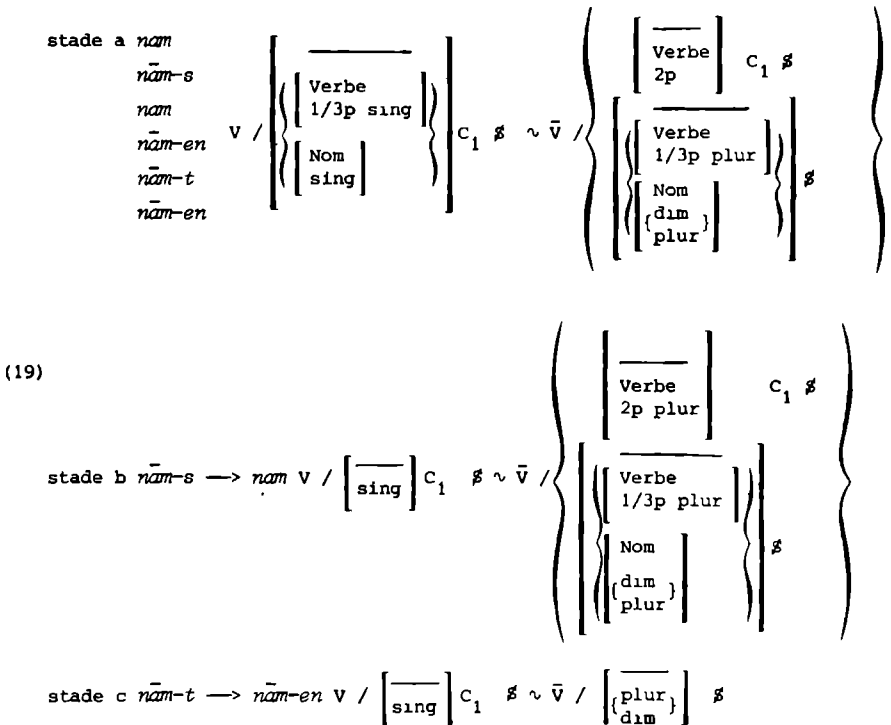 stade a nam
nām-s
nam
nām-en
nām-t
nām-en
V / [ { [ Verbe
1/3p sing ]
[ Nom
sing ] } ] C1 $ ~ V̄ /
{ [ Verbe
2p ] C1 $
[ { [ Verbe
1/3p plur ]
[ Nom
{ dim
plur } ] } ] $ }
(19)
stade b nām-s —> nam V / [ sing ] C1 $ ~ V̄ /
{ [ Verbe
2p plur ] C1 $
[ { [ Verbe
1/3p plur ]
[ Nom
{ dim
plur } ] } ] $ }
stade c nām-t —> nām-en V / [ sing ] C1 $ ~ V̄ / [ { plur
dim } ] $